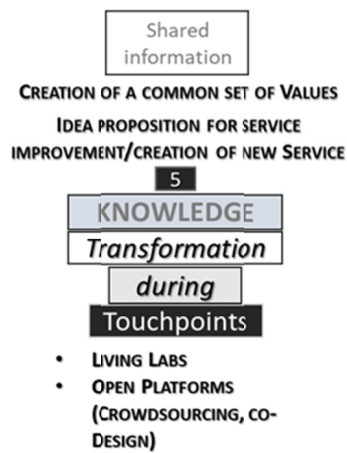 Shared
information
CREATION OF A COMMON SET OF VALUES
IDEA PROPOSITION FOR SERVICE
IMPROVEMENT/CREATION OF NEW SERVICE
5
KNOWLEDGE
Transformation
during
Touchpoints
• LIVING LABS
• OPEN PLATFORMS
(CROWDSOURCING, CO-
DESIGN)